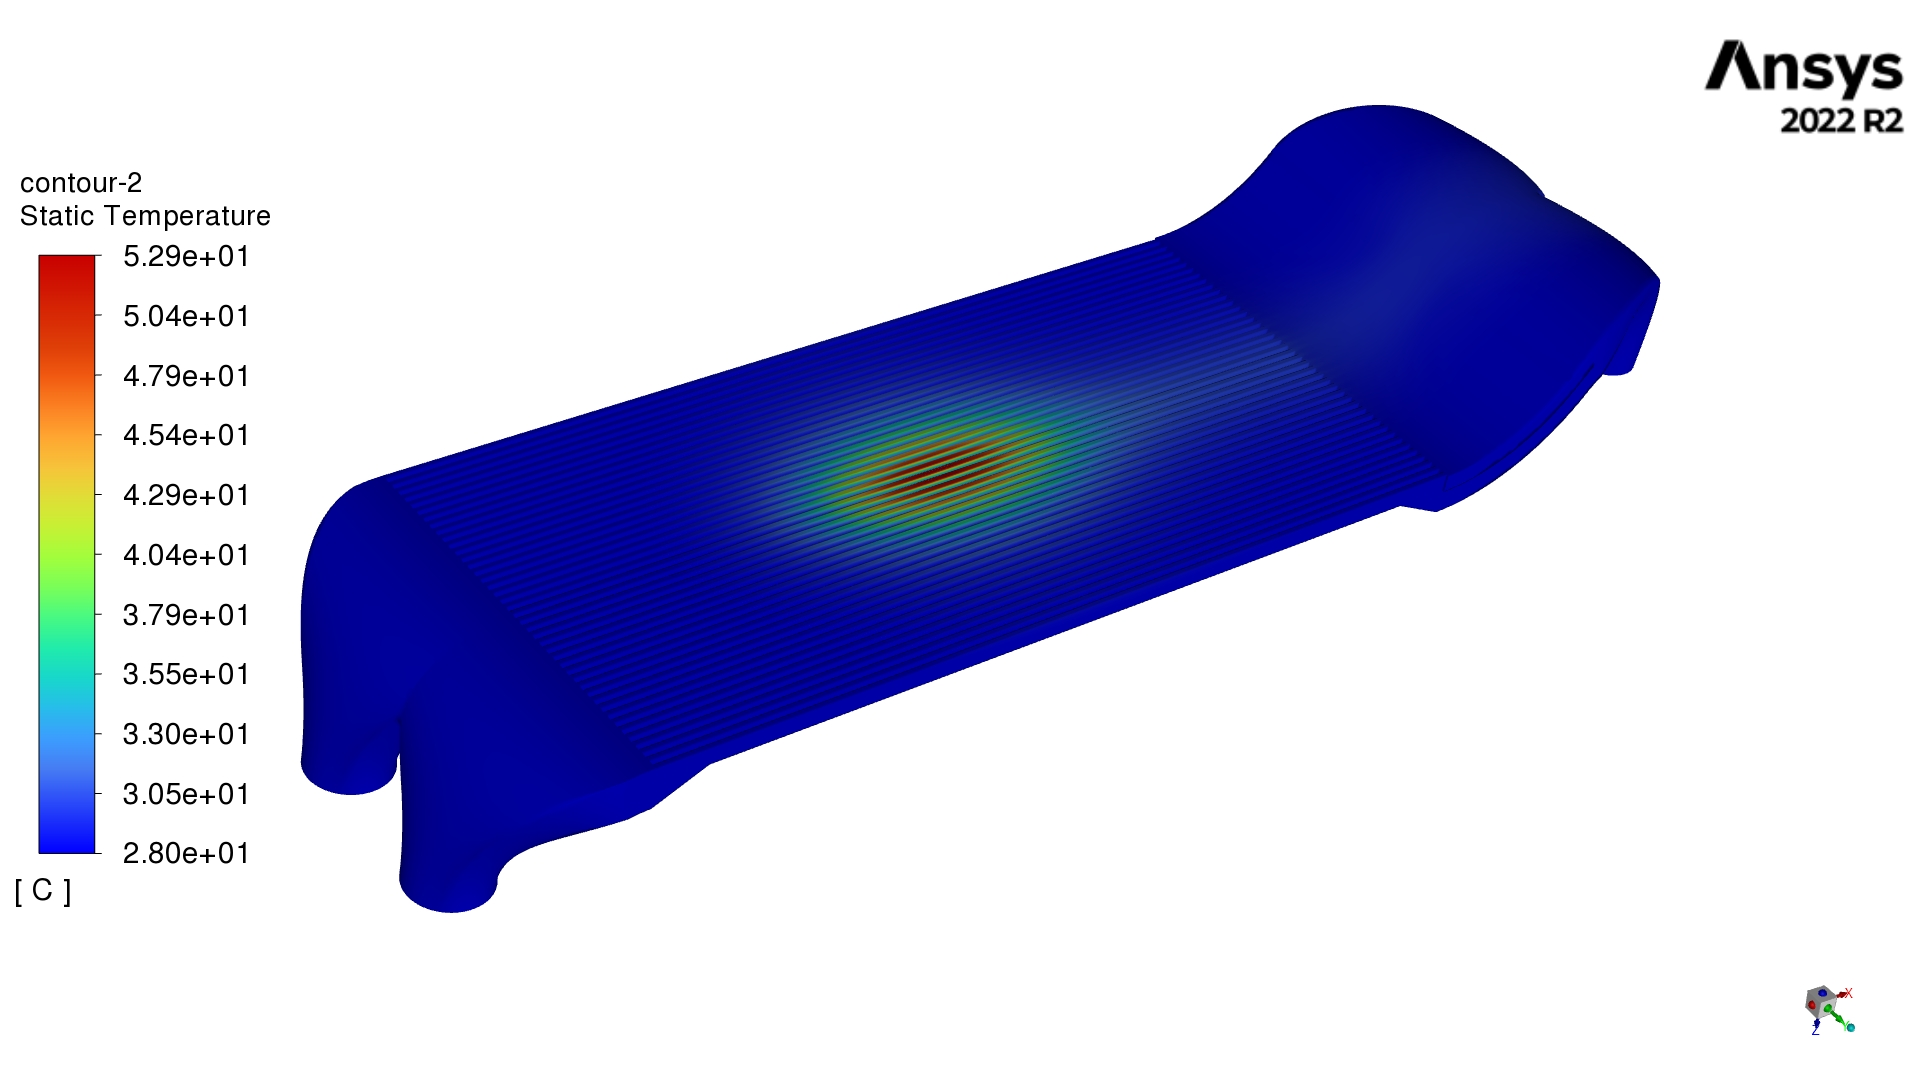 Ansys
2022 R2
contour-2
Static Temperature
5.29e+01
5.04e+01
4.79e+01
4.54e+01
4.29e+01
4.04e+01
3.79e+01
3.55e+01
3.30e+01
3.05e+01
2.80e+01
[ C ]
X
Z